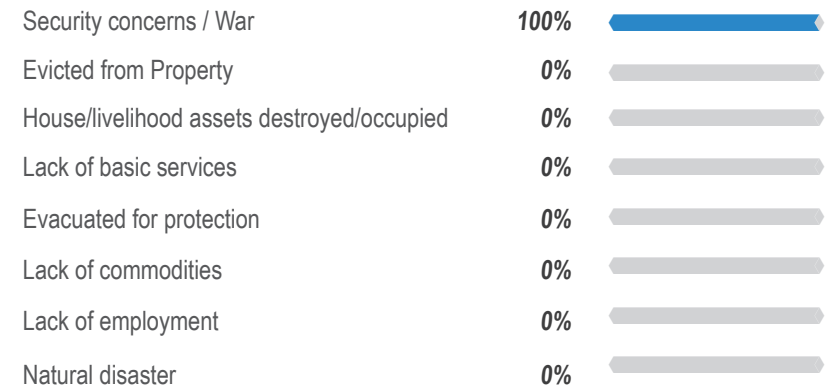 Security concerns / War 100%
Evicted from Property 0%
House/livelihood assets destroyed/occupied 0%
Lack of basic services 0%
Evacuated for protection 0%
Lack of commodities 0%
Lack of employment 0%
Natural disaster 0%